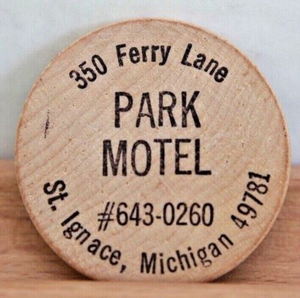 350 Ferry Lane
PARK
MOTEL
#643-0260
St. Ignace, Michigan 49781